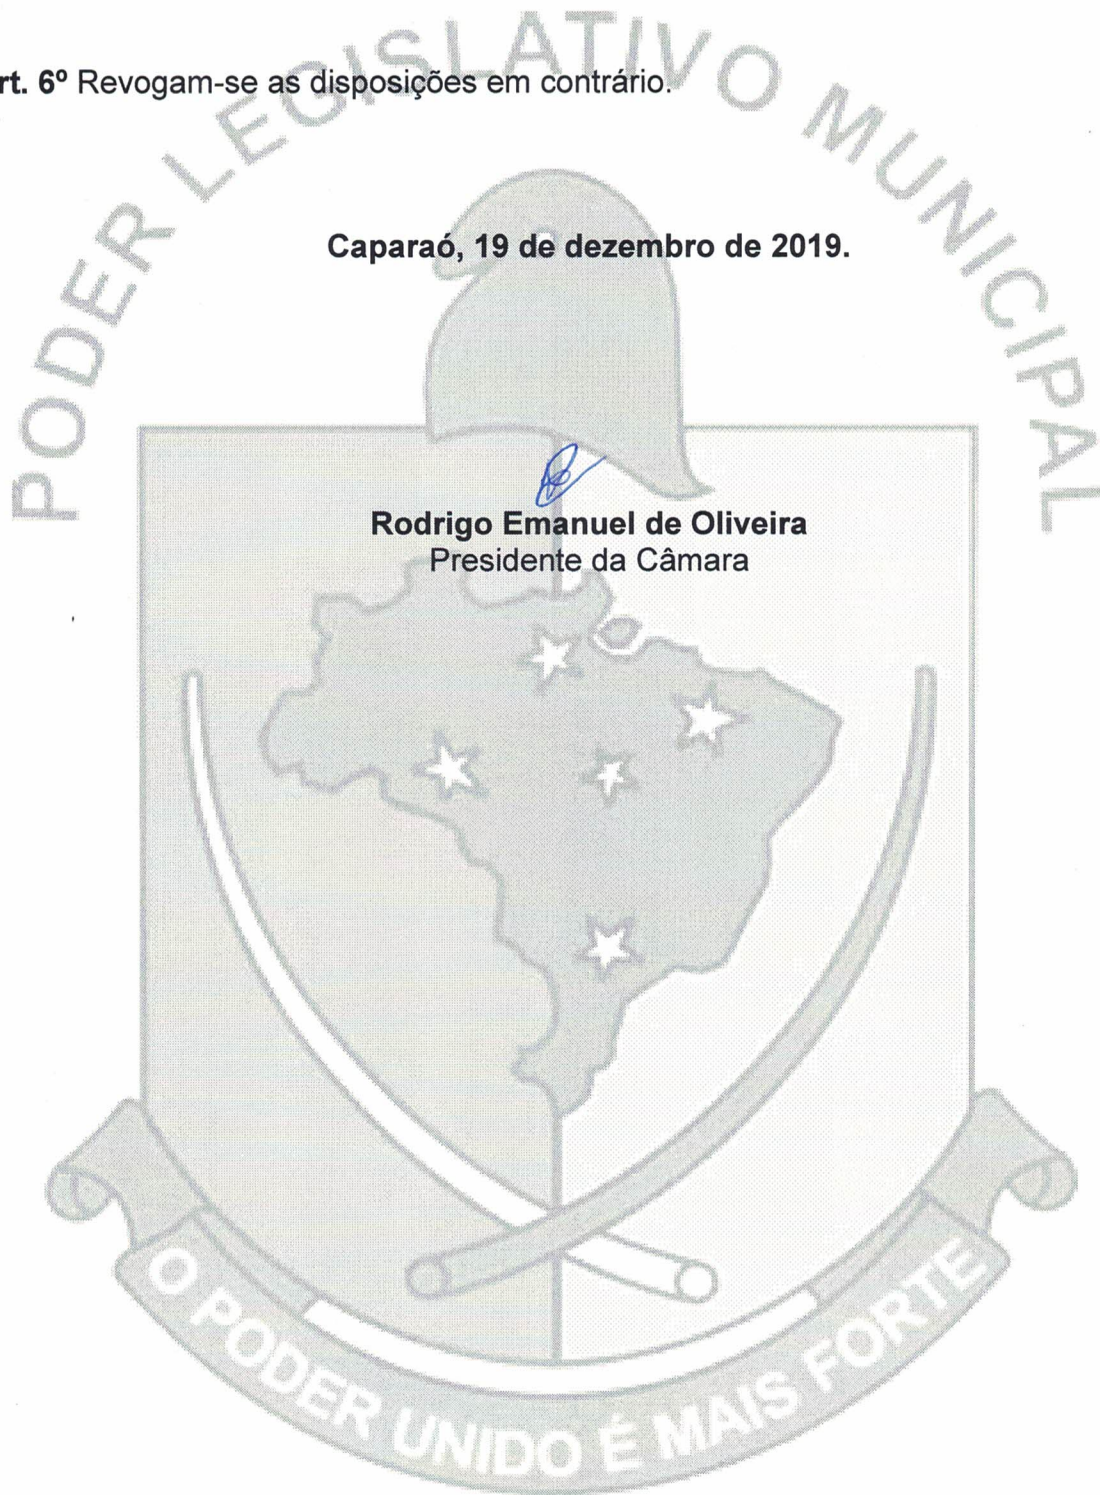 rt. 6º Revogam-se as disposições em contrário.
PODER LEGISLATIVO MUNICIPAL
Caparaó, 19 de dezembro de 2019.
Rodrigo Emanuel de Oliveira
Presidente da Câmara
O PODER UNIDO É MAIS FORTE